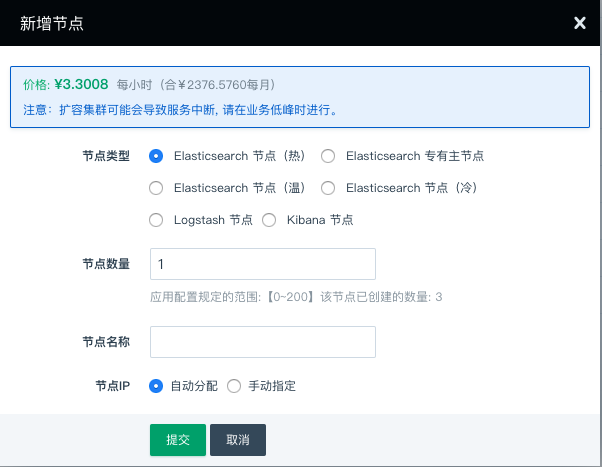 新增节点
价格: ¥3.3008 每小时（合¥2376.5760每月）
注意：扩容集群可能会导致服务中断, 请在业务低峰时进行。
节点类型 Elasticsearch 节点（热） Elasticsearch 专有主节点
Elasticsearch 节点（温） Elasticsearch 节点（冷）
Logstash 节点 Kibana 节点
节点数量 1
应用配置规定的范围:【0~200】该节点已创建的数量: 3
节点名称
节点IP 自动分配 手动指定
提交 取消